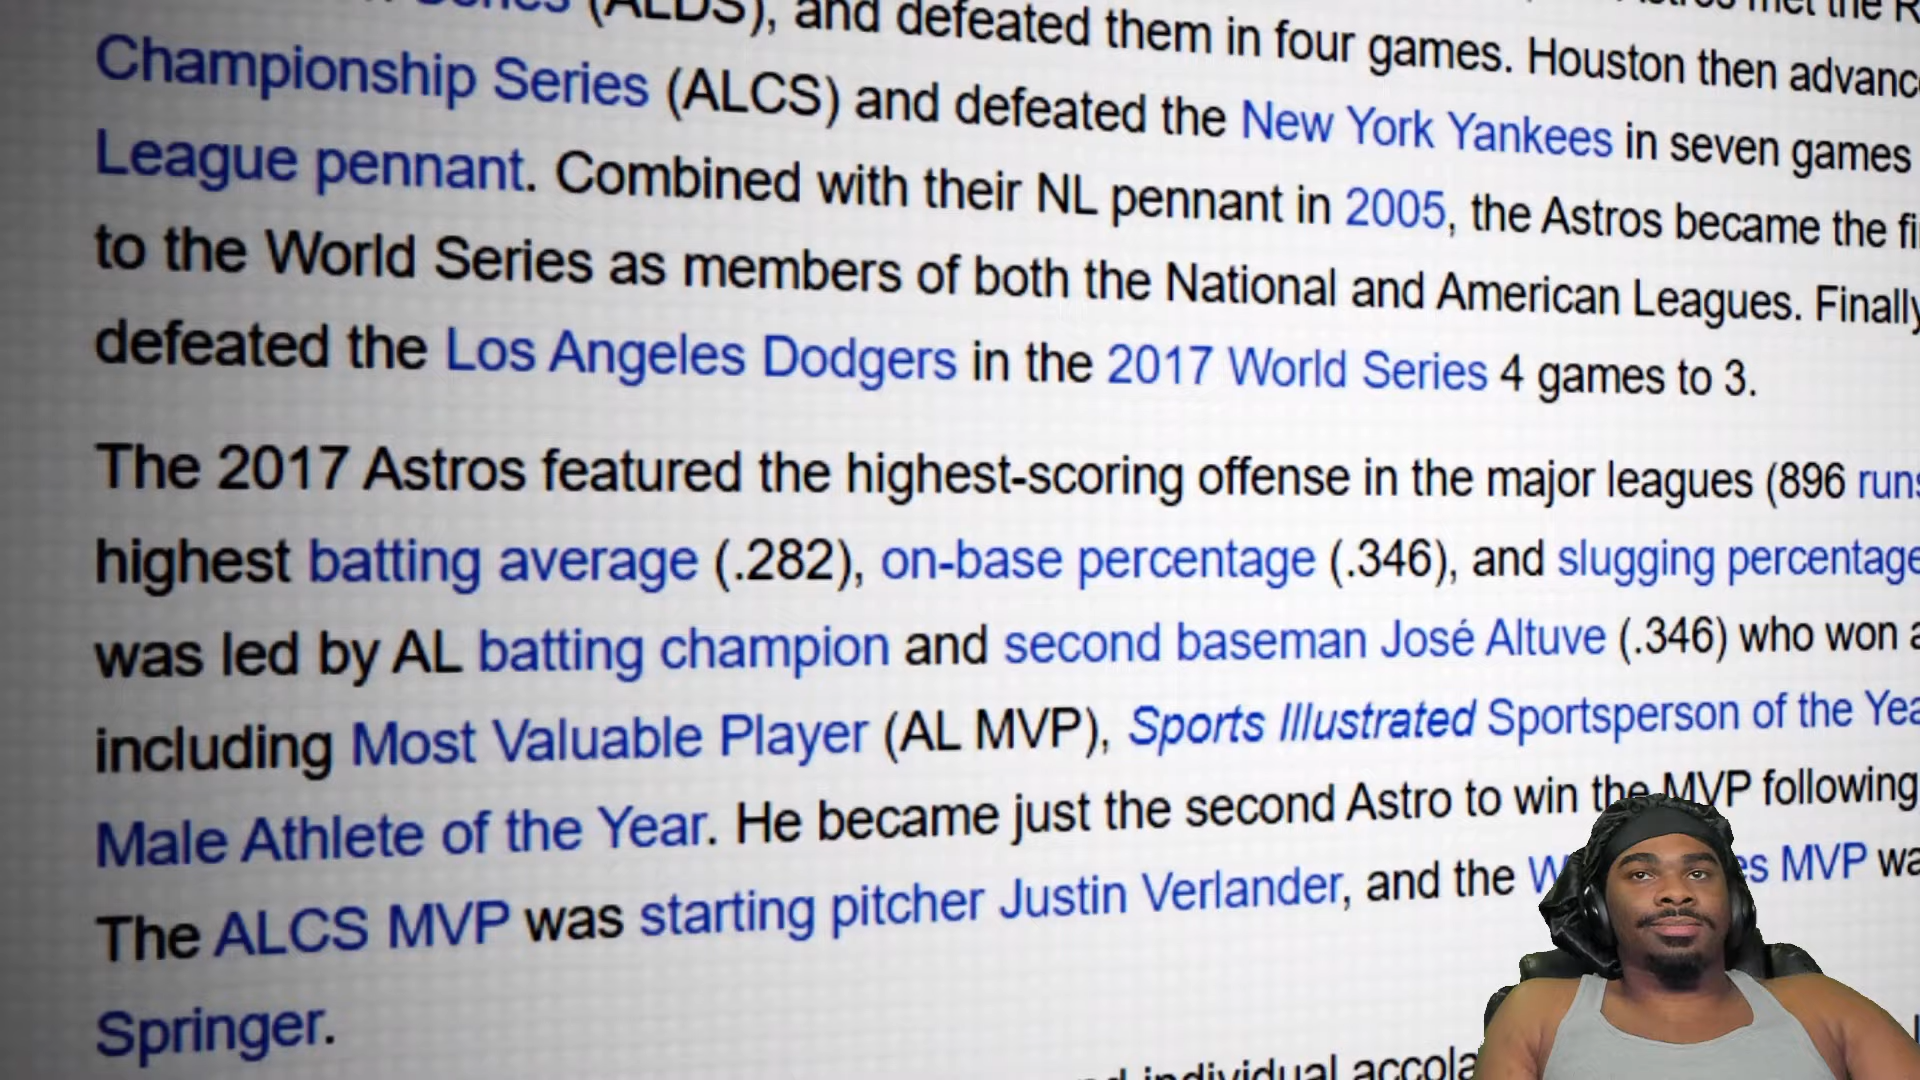 Series (ALDS), and defeated them in four games. Houston then advanc
Championship Series (ALCS) and defeated the New York Yankees in seven games
League pennant. Combined with their NL pennant in 2005, the Astros became the fi
to the World Series as members of both the National and American Leagues. Finally
defeated the Los Angeles Dodgers in the 2017 World Series 4 games to 3.
The 2017 Astros featured the highest-scoring offense in the major leagues (896 runs
highest batting average (.282), on-base percentage (.346), and slugging percentage
was led by AL batting champion and second baseman José Altuve (.346) who won a
including Most Valuable Player (AL MVP), Sports Illustrated Sportsperson of the Yea
Male Athlete of the Year. He became just the second Astro to win the MVP following
The ALCS MVP was starting pitcher Justin Verlander, and the W es MVP wa
Springer.
individual accola